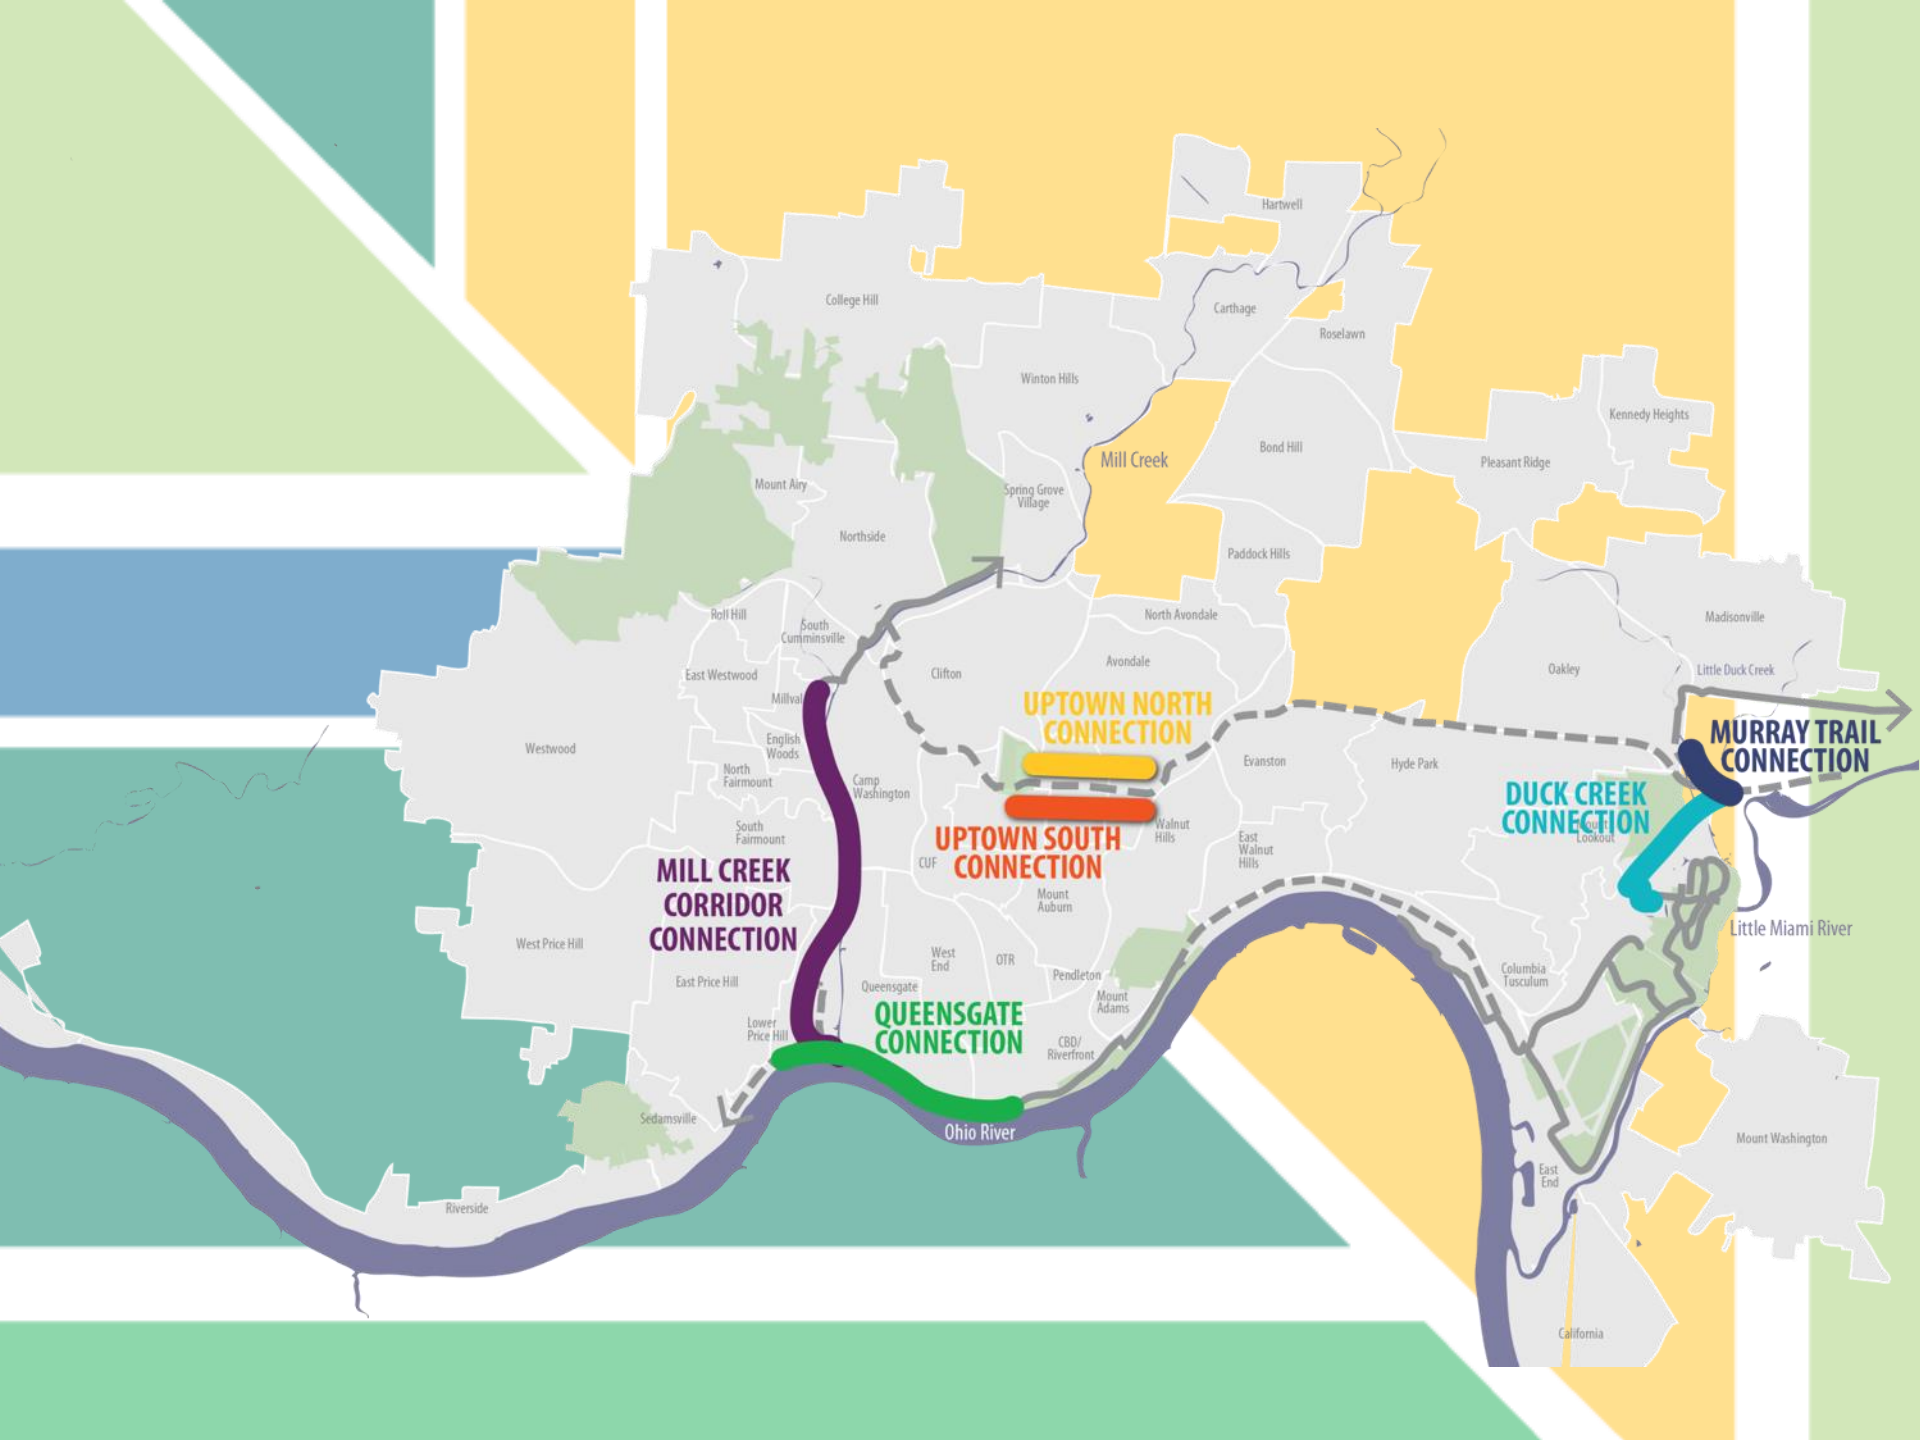 Hartwell
College Hill
Carthage
Roselawn
Winton Hills
Kennedy Heights
Bond Hill
Mill Creek
Pleasant Ridge
Mount Airy
Spring Grove
Village
Northside
Paddock Hills
Roll Hill
South
Cumminsville
North Avondale
Madisonville
East Westwood
Clifton
Avondale
Oakley
Little Duck Creek
Millval
UPTOWN NORTH
CONNECTION
MURRAY TRAIL
CONNECTION
Westwood
English
Woods
North
Fairmount
Camp
Washington
Evanston
Hyde Park
DUCK CREEK
CONNECTION
Mount
Lookout
South
Fairmount
UPTOWN SOUTH
CONNECTION
Walnut
Hills
East
Walnut
Hills
CUF
MILL CREEK
CORRIDOR
CONNECTION
Mount
Auburn
Little Miami River
West Price Hill
West
End
OTR
East Price Hill
Queensgate
Pendleton
Mount
Adams
Columbia
Tusculum
QUEENSGATE
CONNECTION
Lower
Price Hill
CBD/
Riverfront
Sedamsville
Ohio River
Mount Washington
East
End
Riverside
California